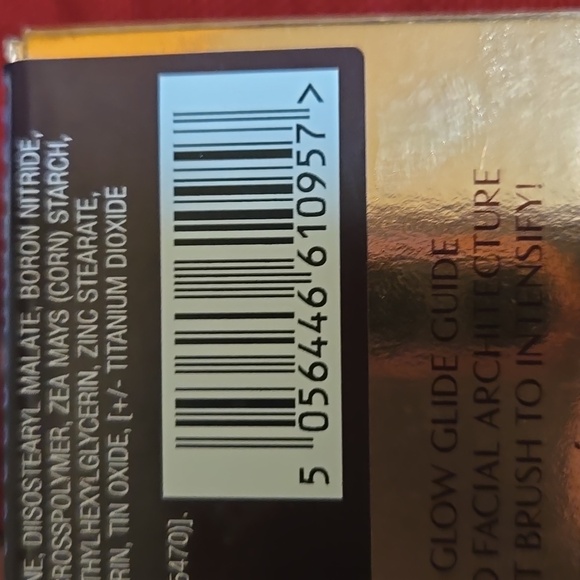 NE, DIISOSTEARYL MALATE, BORON NITRIDE,
ROSSPOLYMER, ZEA MAYS (CORN) STARCH,
THYLHEXYLGLYCERIN, ZINC STEARATE,
RIN, TIN OXIDE, [+/- TITANIUM DIOXIDE
5470)].
5 056446 610957 >
GLOW GLIDE GUIDE
D FACIAL ARCHITECTURE
T BRUSH TO INTENSIFY!